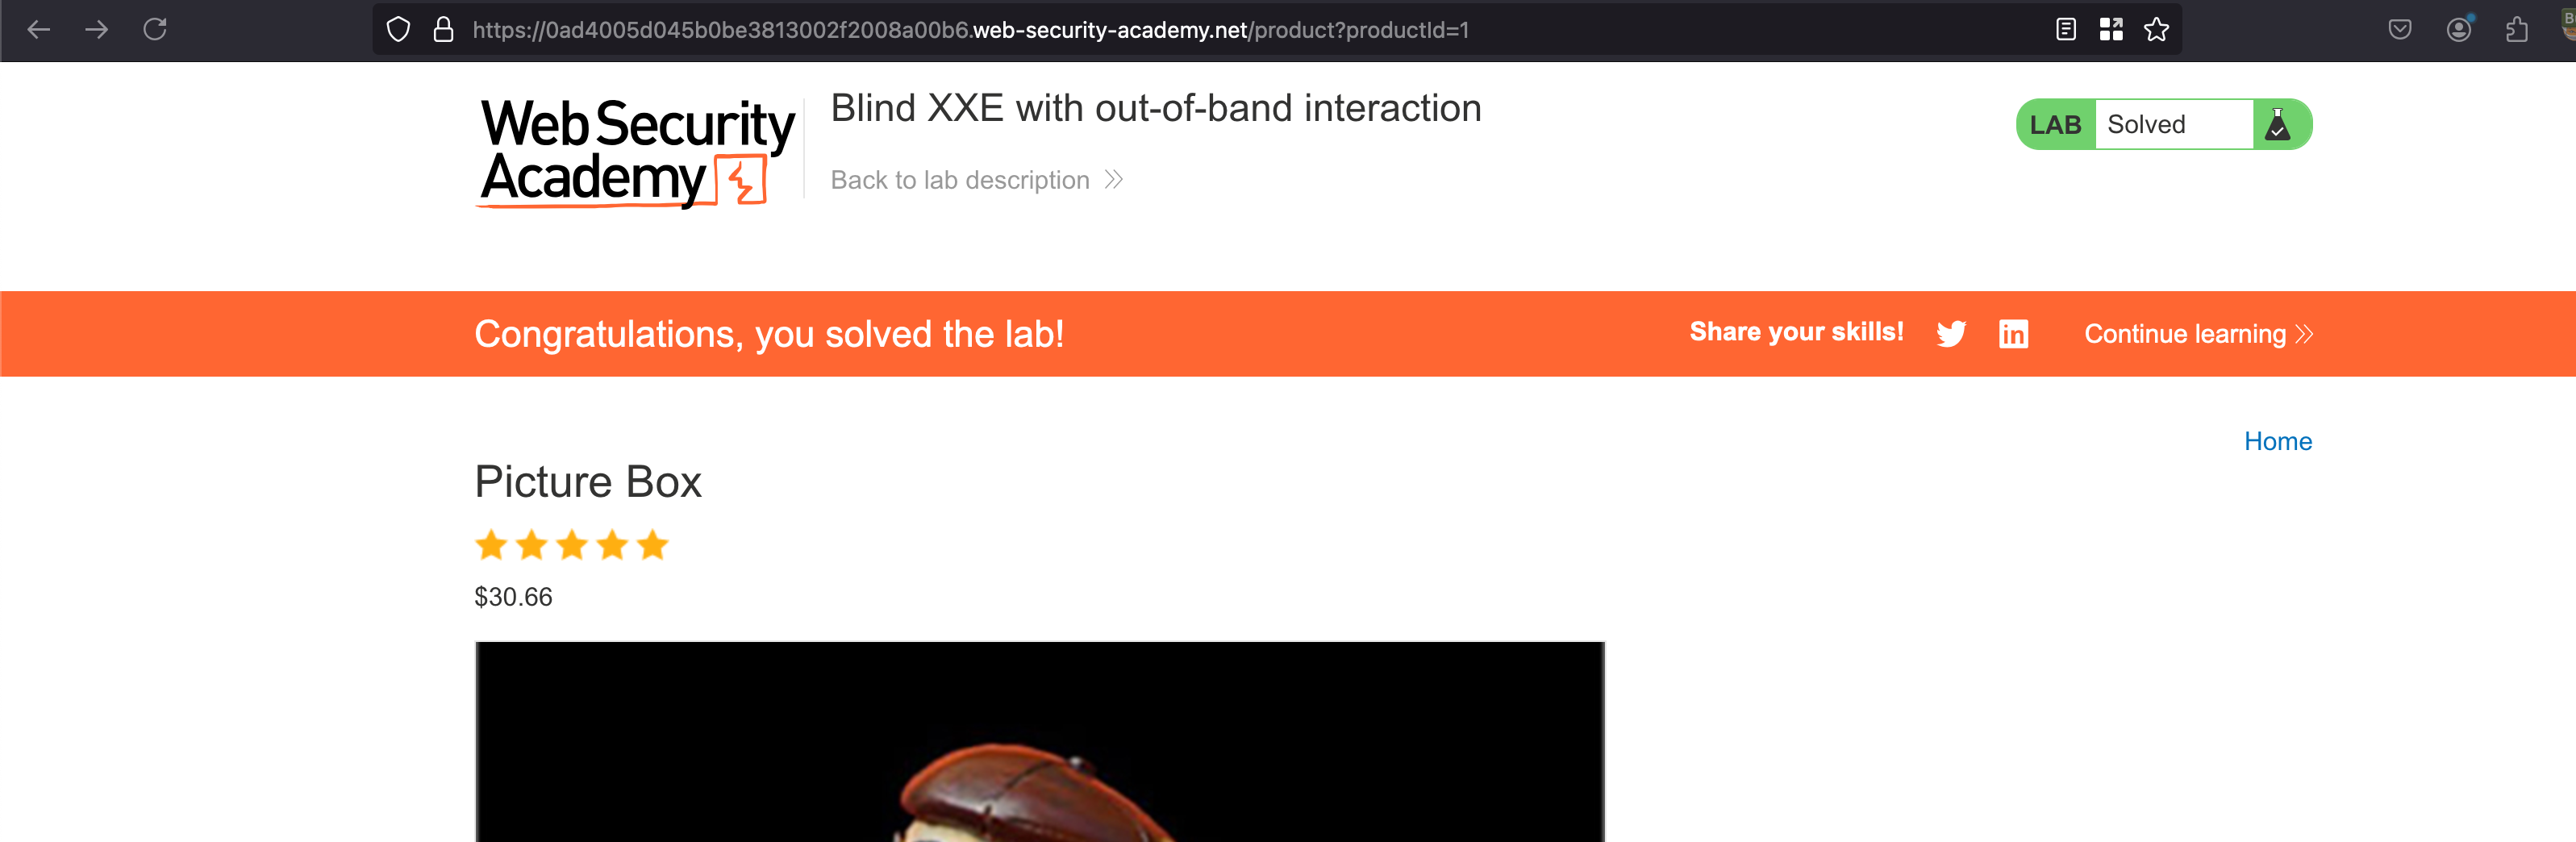 https://0ad4005d045b0be3813002f2008a00b6.web-security-academy.net/product?productId=1
Web Security
Academy
Blind XXE with out-of-band interaction
Back to lab description
LAB Solved
Congratulations, you solved the lab!
Share your skills!
Continue learning
Home
Picture Box
$30.66